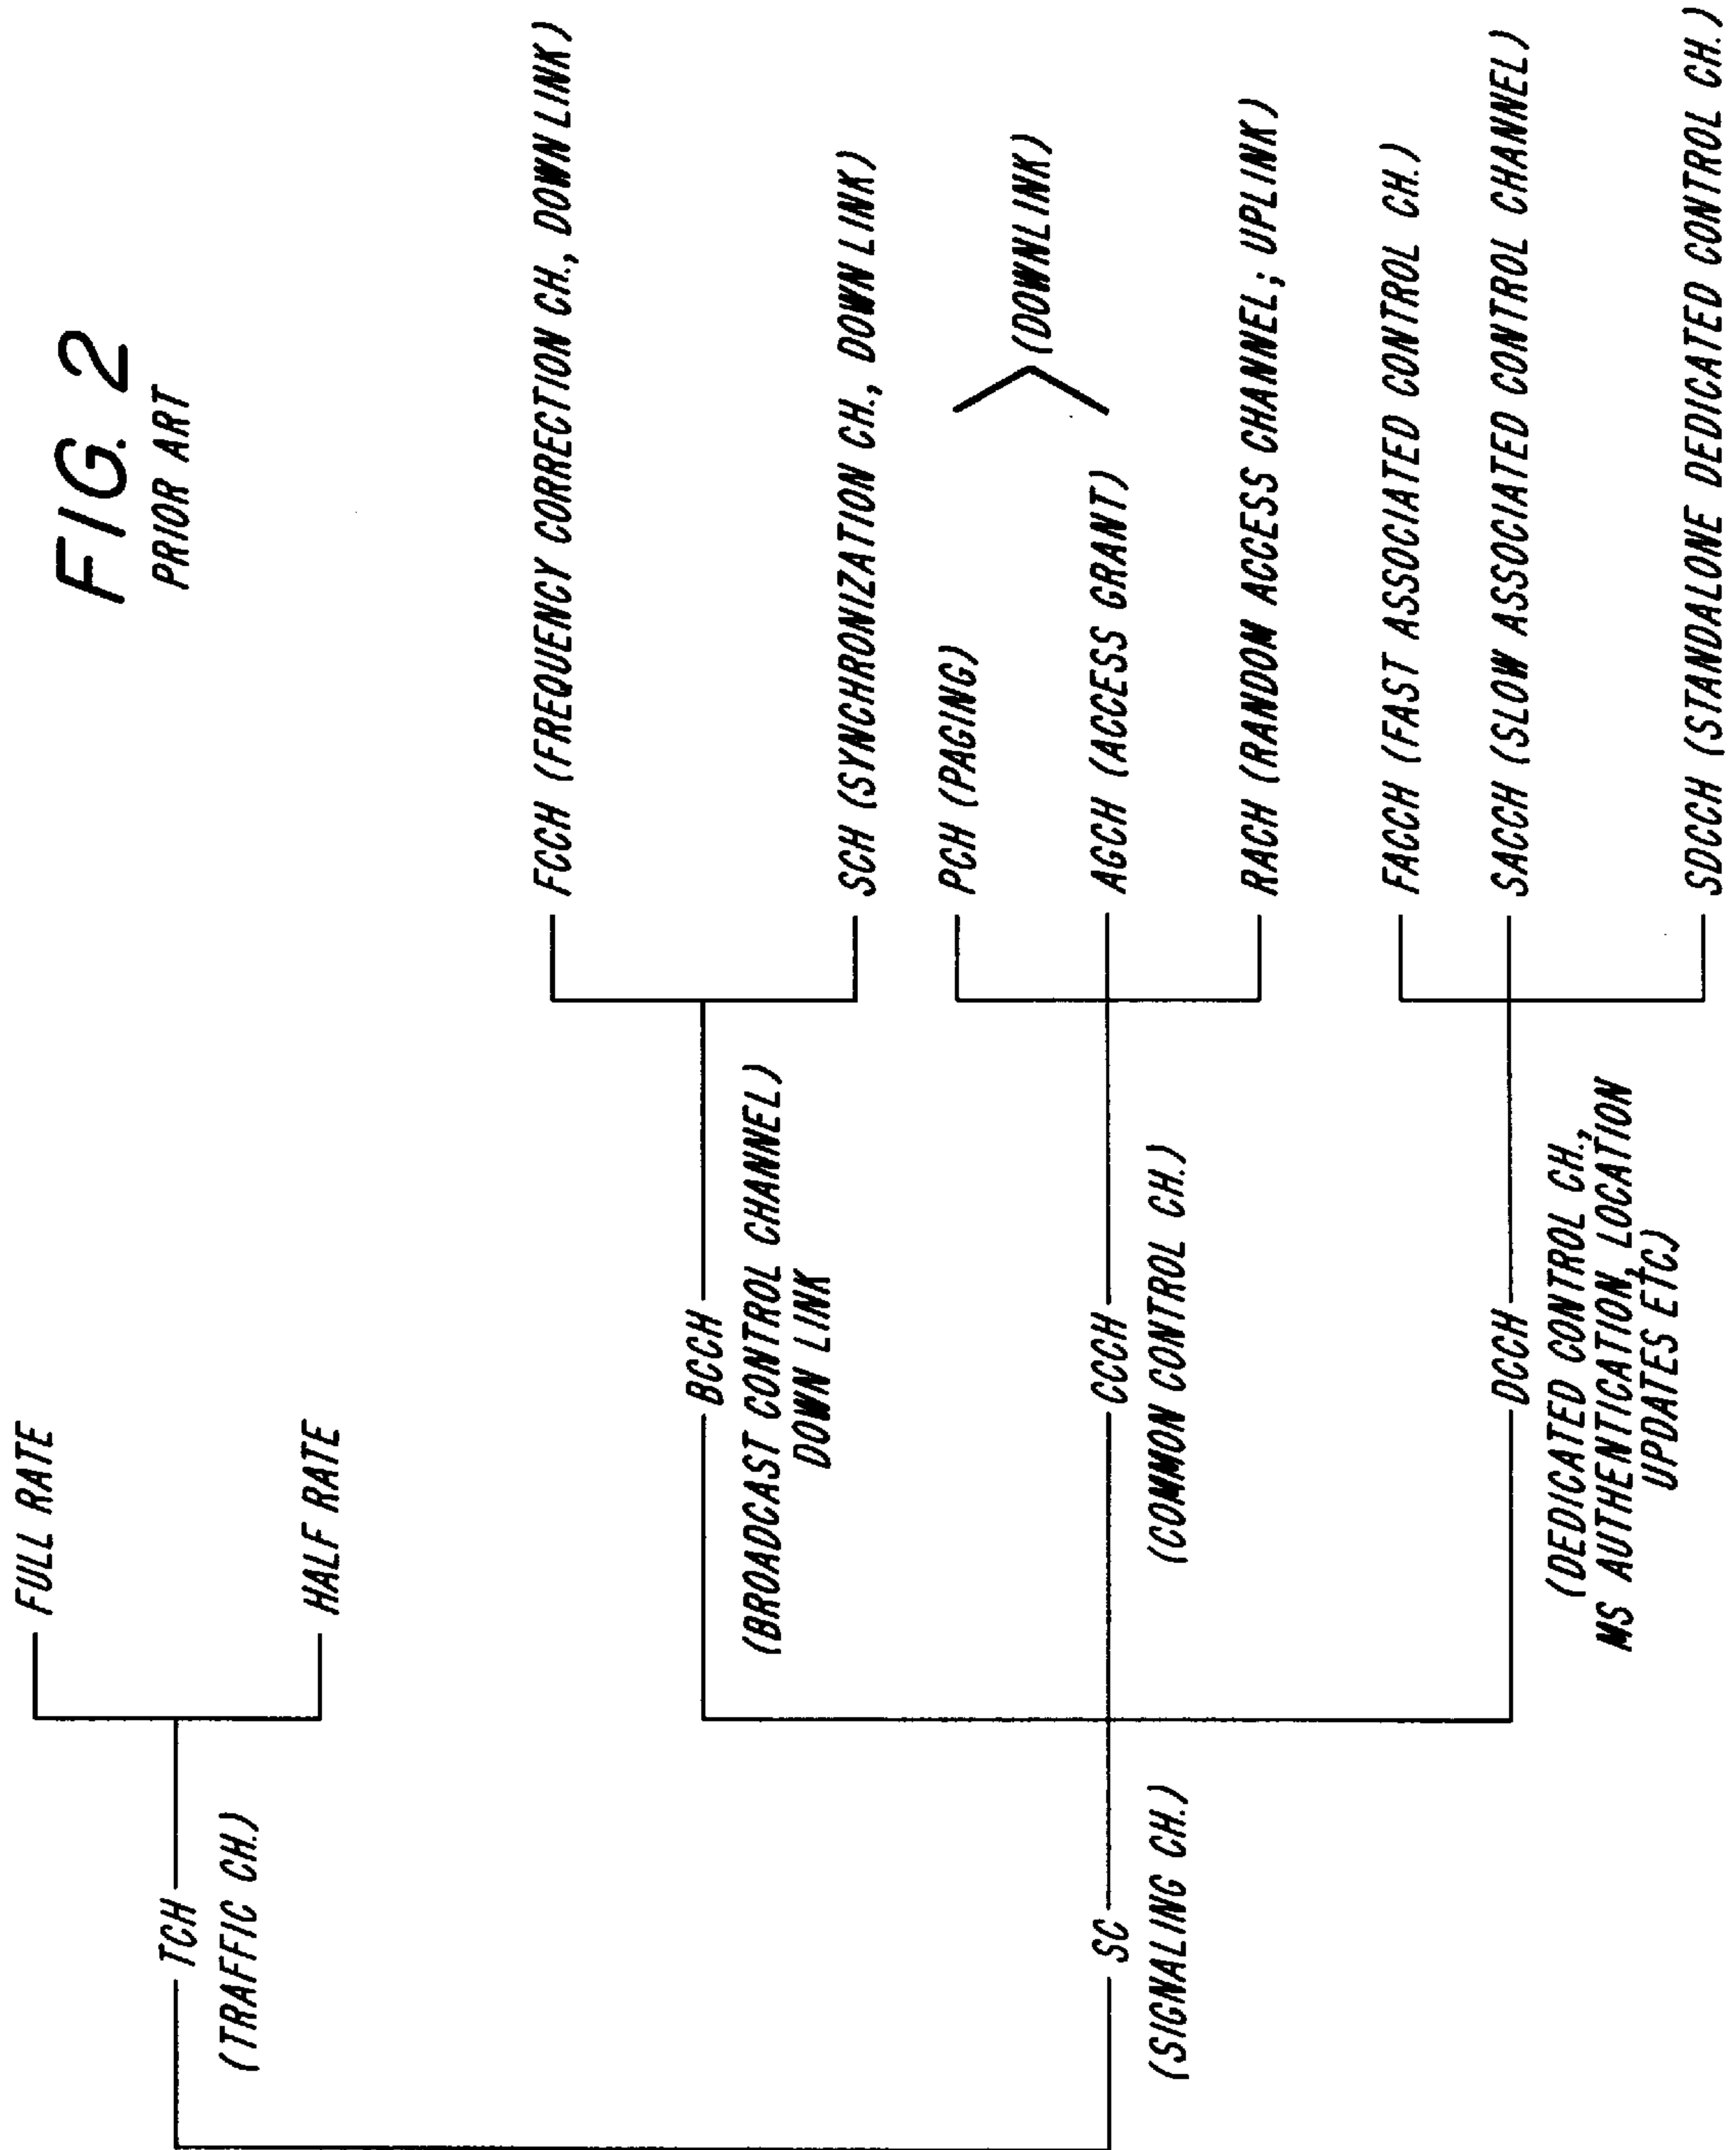 FIG. 2
PRIOR ART
FULL RATE
TCH
(TRAFFIC CH.)
HALF RATE
FCCH (FREQUENCY CORRECTION CH., DOWN LINK)
BCCH
(BROADCAST CONTROL CHANNEL)
DOWN LINK
SCH (SYNCHRONIZATION CH., DOWN LINK)
PCH (PAGING)
(DOWNLINK)
SC
(SIGNALING CH.)
CCCH
(COMMON CONTROL CH.)
AGCH (ACCESS GRANT)
RACH (RANDOM ACCESS CHANNEL; UPLINK)
FACCH (FAST ASSOCIATED CONTROL CH.)
DCCH
(DEDICATED CONTROL CH.,
MS AUTHENTICATION, LOCATION
UPDATES ETC)
SACCH (SLOW ASSOCIATED CONTROL CHANNEL)
SDCCH (STANDALONE DEDICATED CONTROL CH.)